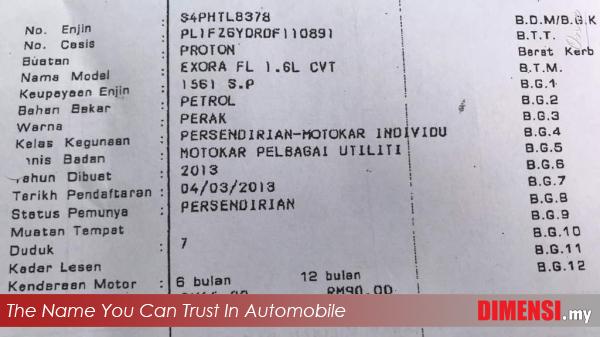 No. Enjin : S4PHTL8378 B.D.M/B.G.K
No. Casis : PL1FZ6YDRDF110891 B.T.T.
Buatan : PROTON Berat Kerb
Nama Model : EXORA FL 1.6L CVT B.T.M.
Keupayaan Enjin : 1561 S.P B.G.1
Bahan Bakar : PETROL B.G.2
Warna : PERAK B.G.3
Kelas Kegunaan : PERSENDIRIAN-MOTOKAR INDIVIDU B.G.4
nis Badan : MOTOKAR PELBAGAI UTILITI B.G.5
ahun Dibuat : 2013 B.G.6
Tarikh Pendaftaran : 04/03/2013 B.G.7
Status Pemunya : PERSENDIRIAN B.G.8
Muatan Tempat B.G.9
Duduk : 7 B.G.10
Kadar Lesen B.G.11
Kenderaan Motor : 6 bulan 12 bulan B.G.12
RM90.00
The Name You Can Trust In Automobile
DIMENSI.my